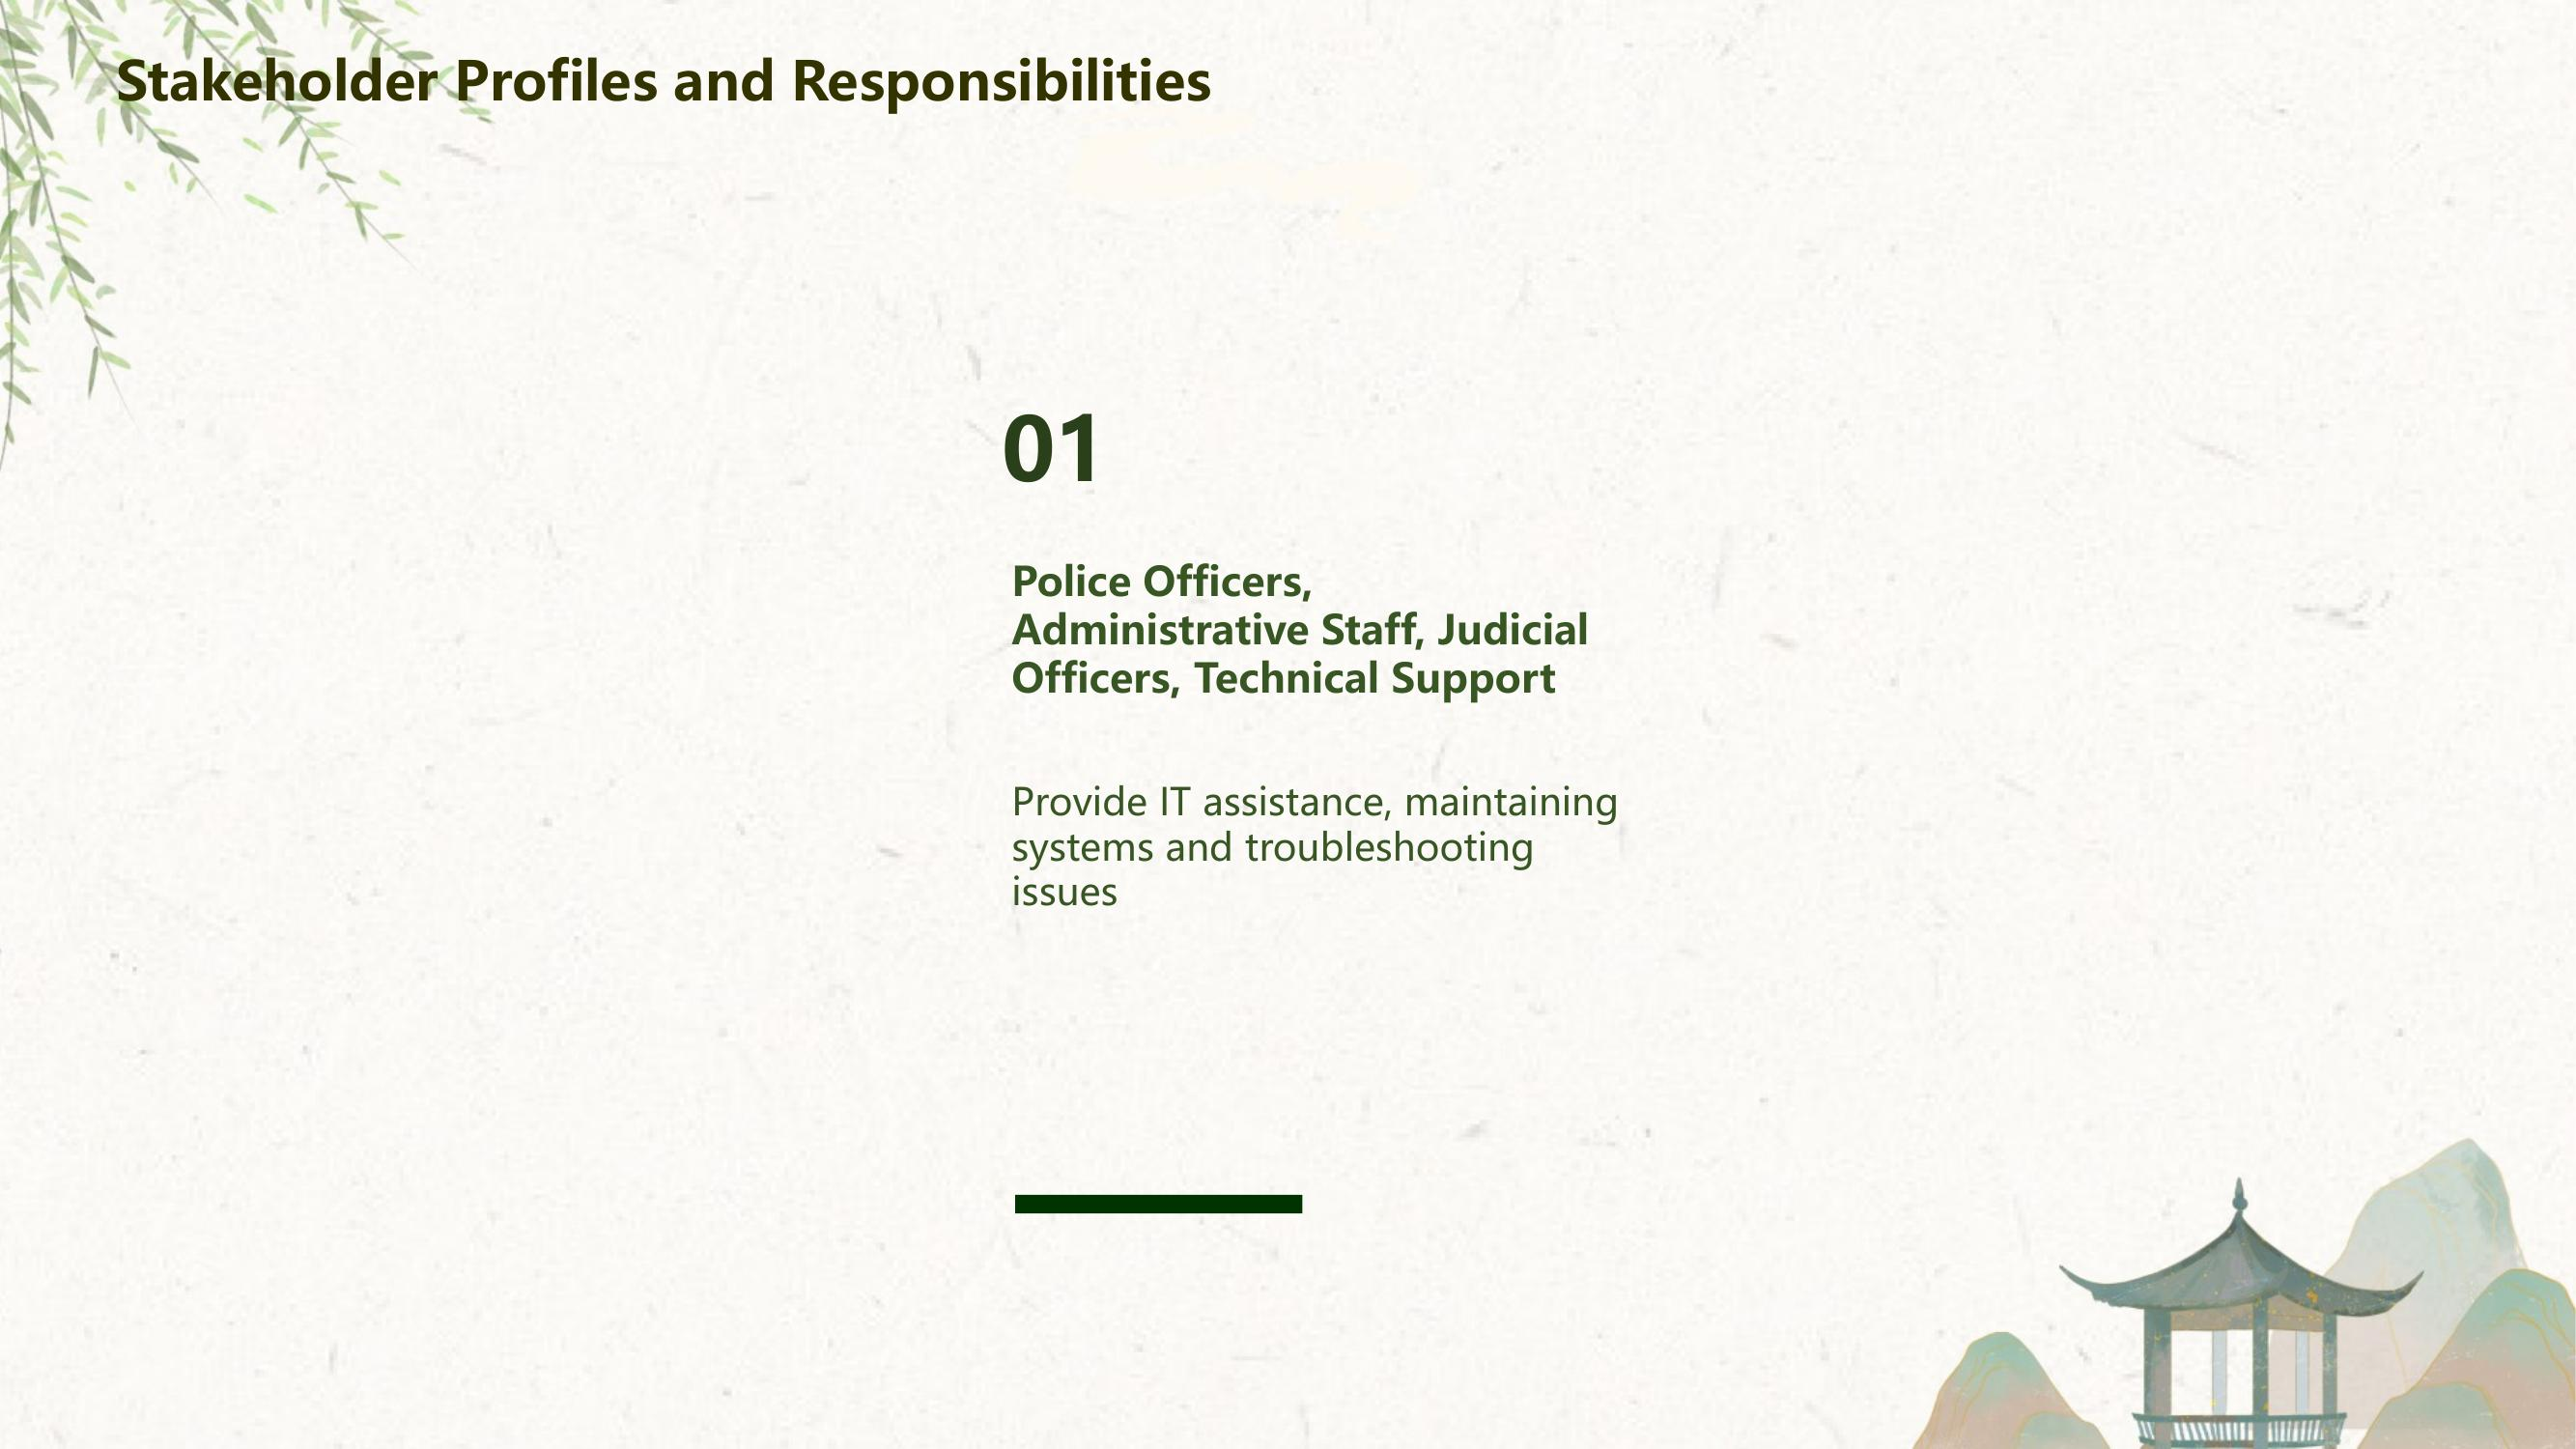 Stakeholder Profiles and Responsibilities
01
Police Officers,
Administrative Staff, Judicial
Officers, Technical Support
Provide IT assistance, maintaining
systems and troubleshooting
issues